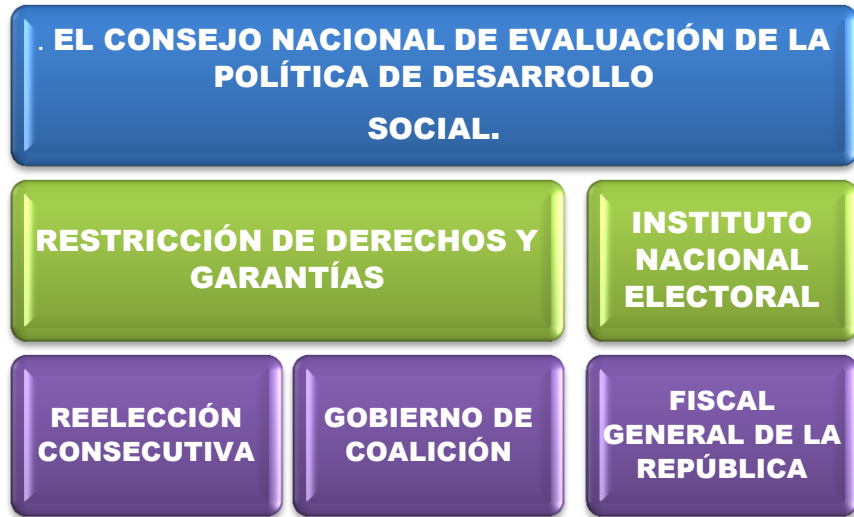 . EL CONSEJO NACIONAL DE EVALUACIÓN DE LA
POLÍTICA DE DESARROLLO
SOCIAL.
RESTRICCIÓN DE DERECHOS Y
GARANTÍAS
INSTITUTO
NACIONAL
ELECTORAL
REELECCIÓN
CONSECUTIVA
GOBIERNO DE
COALICIÓN
FISCAL
GENERAL DE LA
REPÚBLICA